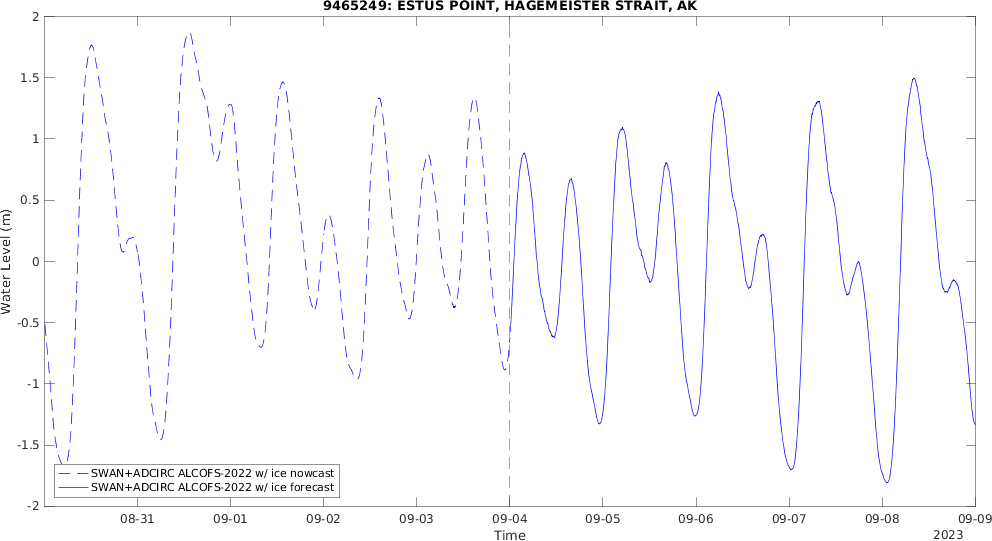 9465249: ESTUS POINT, HAGEMEISTER STRAIT, AK
2
1.5
1
0.5
0
-0.5
-1
-1.5
-2
Water Level (m)
SWAN+ADCIRC ALCOFS-2022 w/ ice nowcast
SWAN+ADCIRC ALCOFS-2022 w/ ice forecast
08-31 09-01 09-02 09-03 09-04 09-05 09-06 09-07 09-08 09-09
Time 2023